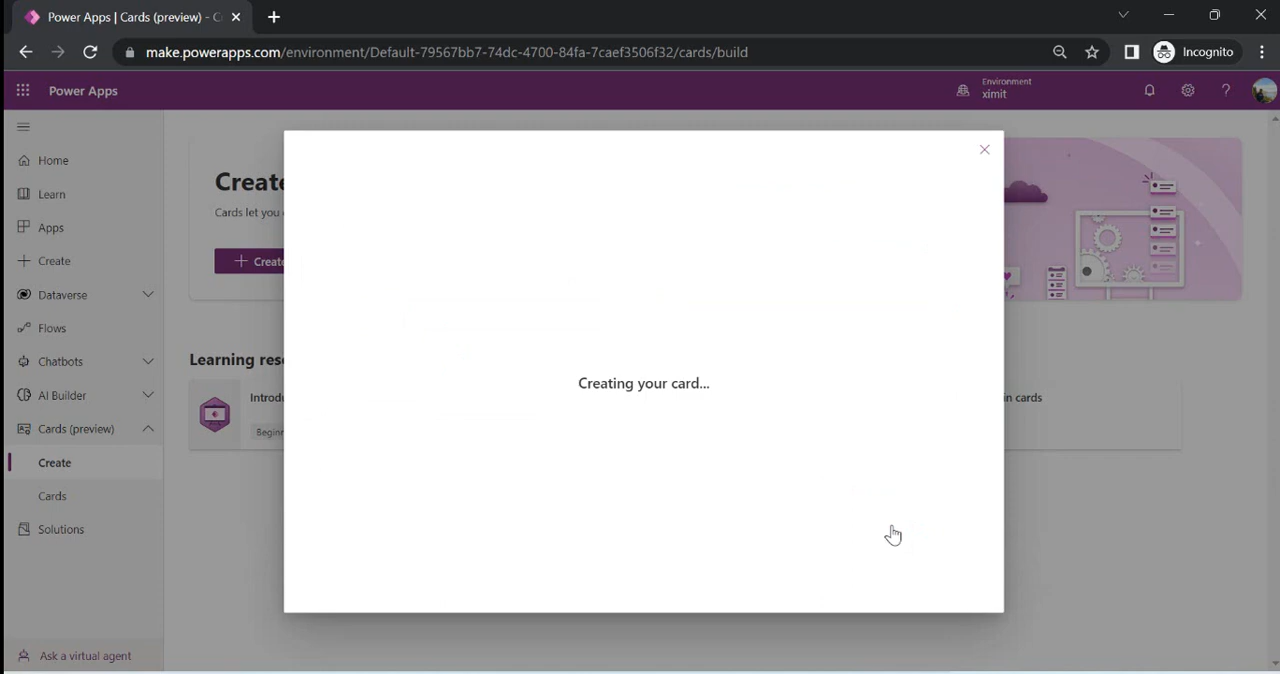 Power Apps | Cards (preview) - C
make.powerapps.com/environment/Default-79567bb7-74dc-4700-84fa-7caef3506f32/cards/build
Incognito
Power Apps
Environment
ximit
Home
Learn
Apps
Create
Dataverse
Flows
Chatbots
AI Builder
Cards (preview)
Create
Cards
Solutions
Ask a virtual agent
Create
Cards let you
Create
Learning res
Introdu
Beginn
n cards
Creating your card...